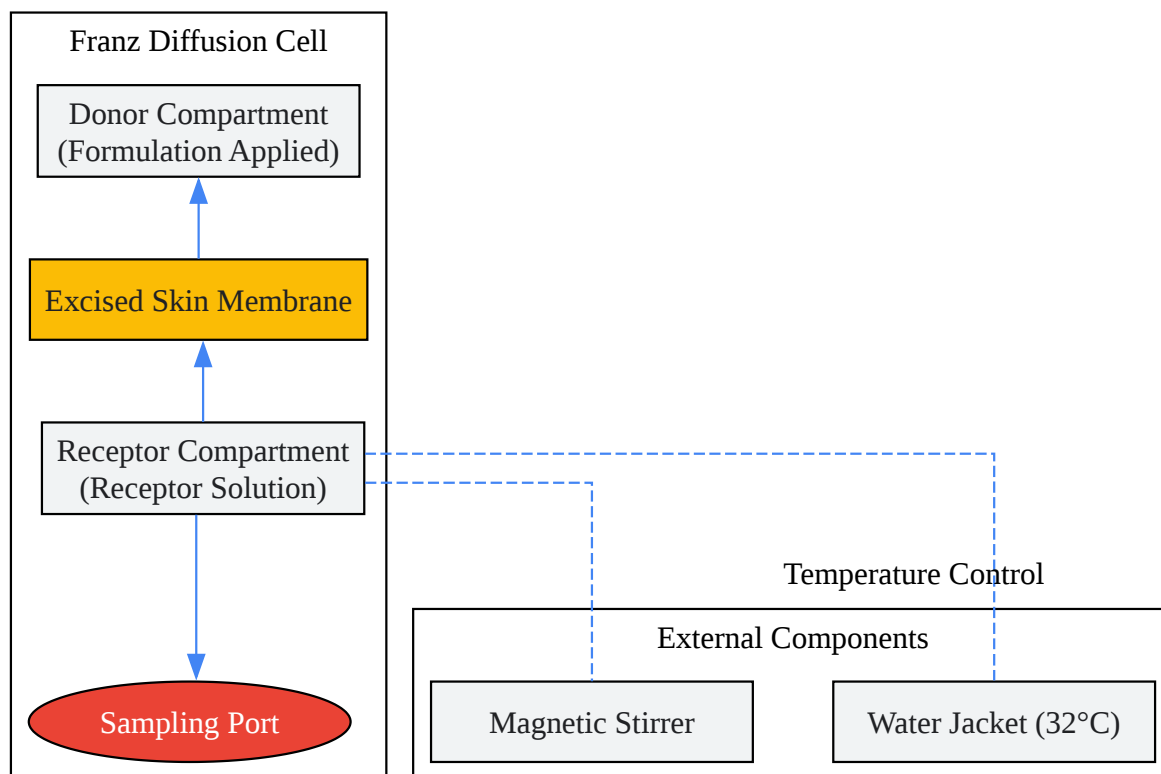 Franz Diffusion Cell
Donor Compartment
(Formulation Applied)
Excised Skin Membrane
Receptor Compartment
(Receptor Solution)
Temperature Control
External Components
Sampling Port
Magnetic Stirrer
Water Jacket (32°C)